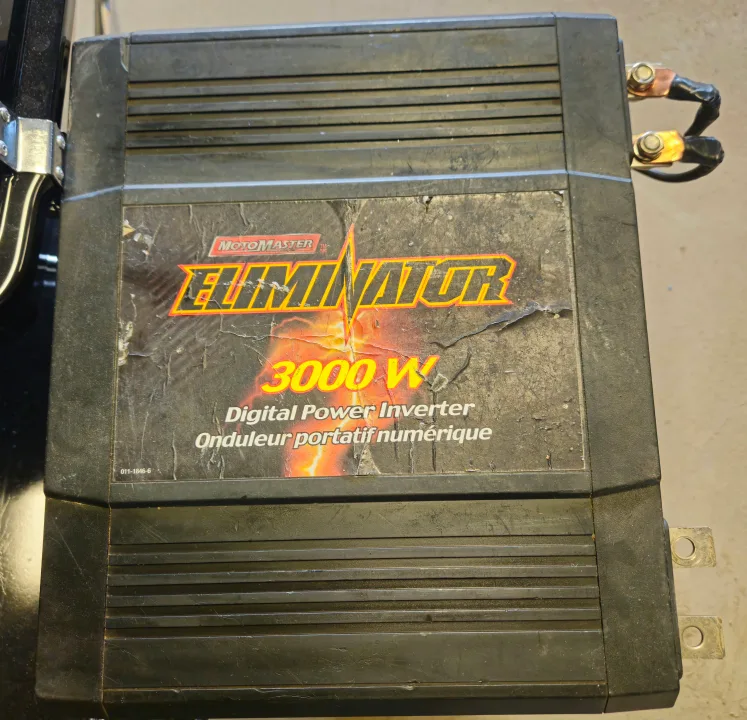 MOTOMASTER
ELIMINATOR
3000 W
Digital Power Inverter
Onduleur portatif numérique
011-1846-6